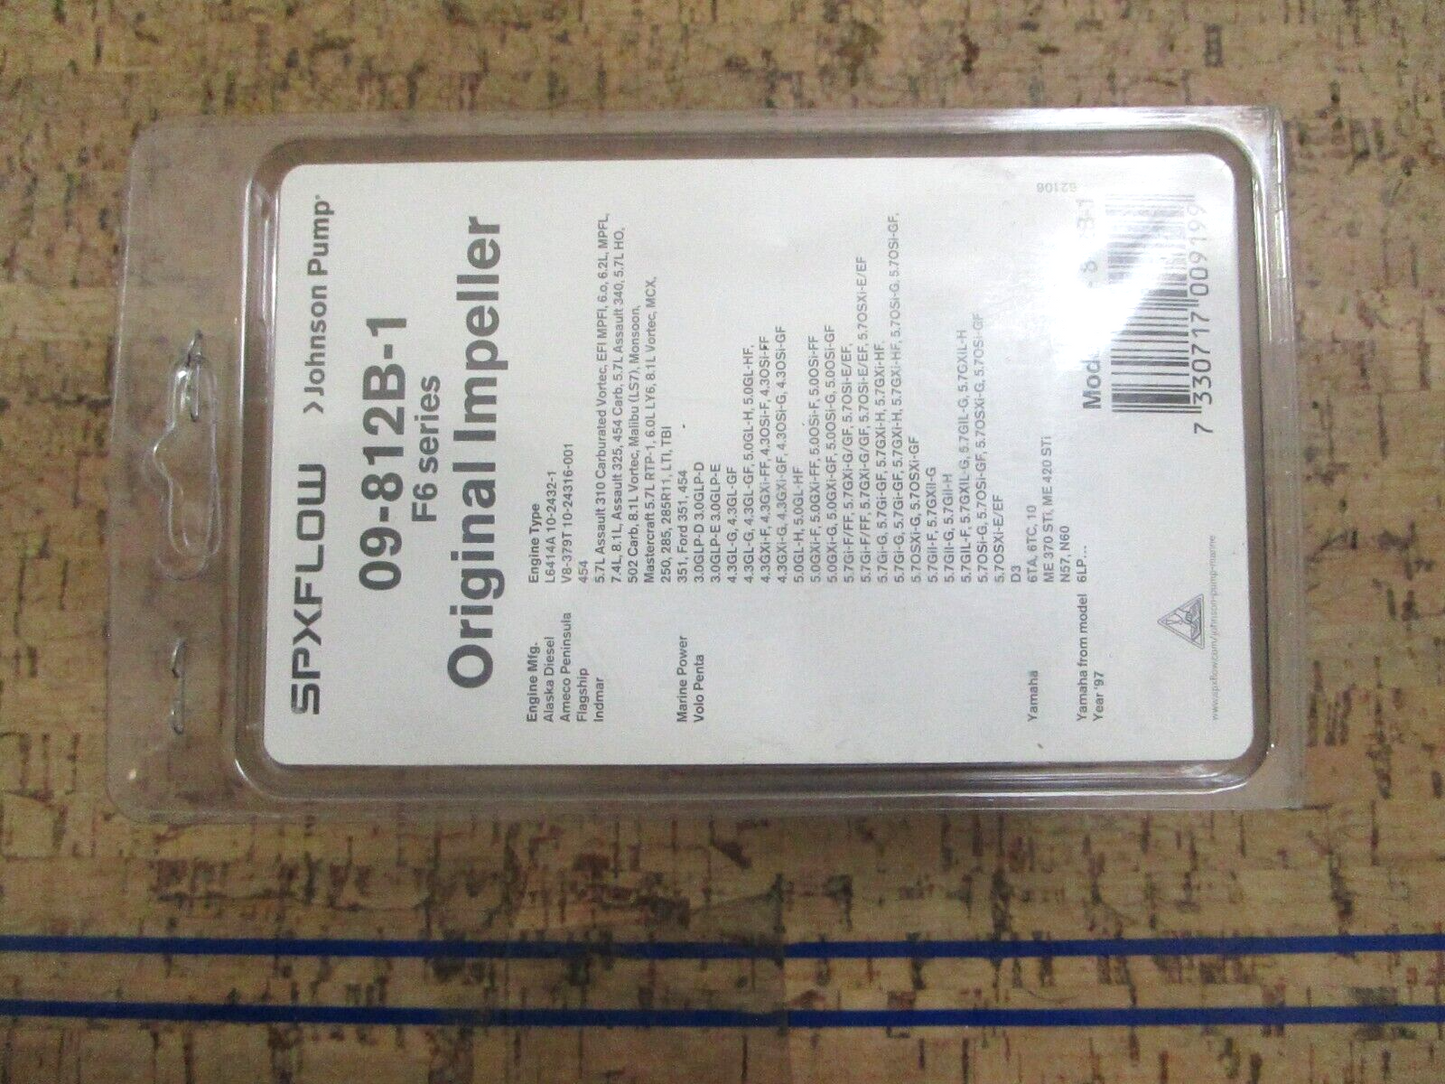 SPXFLOW
>Johnson Pump
09-812B-1
F6 series
Original Impeller
Engine Mfg. Engine Type
Alaska Diesel L6414A 10-2432-1
Ameco Peninsula V8-379T 10-24316-001
Flagship 454
Indmar 5.7L Assault 310 Carburated Vortec, EFI MPFI, 6.0, 6.2L, MPFL,
7.4L, 8.1L, Assault 325, 454 Carb, 5.7L Assault 340, 5.7L HO,
502 Carb, 8.1 L Vortec, Malibu (LS7), Monsoon,
Mastercraft 5.7L RTP-1, 6.0L LY6, 8.1L Vortec, MCX,
250, 285, 285R11, LTI, TBI
Marine Power 351, Ford 351, 454
Volo Penta 3.0GLP-D 3.0GLP-D
3.0GLP-E 3.0GLP-E
4.3GL-G, 4.3GL-GF
4.3GL-G, 4.3GL-GF, 5.0GL-H, 5.0GL-HF,
4.3GXi-F, 4.3GXi-FF, 4.3OSi-F, 4.3OSi-FF
4.3GXi-G, 4.3GXi-GF, 4.3OSi-G, 4.3OSi-GF
5.0GL-H, 5.0GL-HF
5.0GXi-F, 5.0GXi-FF, 5.0OSi-F, 5.0OSi-FF
5.0GXi-G, 5.0GXi-GF, 5.0OSi-G, 5.0OSi-GF
5.7Gi-F/FF, 5.7GXi-G/GF, 5.7OSi-E/EF,
5.7Gi-F/FF, 5.7GXi-G/GF, 5.7OSi-E/EF, 5.7OSXi-E/EF
5.7Gi-G, 5.7Gi-GF, 5.7GXi-H, 5.7GXi-HF,
5.7Gi-G, 5.7Gi-GF, 5.7GXi-H, 5.7GXi-HF, 5.7OSi-G, 5.7OSi-GF,
5.7OSXi-G, 5.7OSXi-GF
5.7Gil-F, 5.7GXil-G
5.7Gil-G, 5.7Gil-H
5.7GIL-F, 5.7GXIL-G, 5.7GIL-G, 5.7GXIL-H
5.7OSi-G, 5.7OSi-GF, 5.7OSXi-G, 5.7OSi-GF
5.7OSXi-E/EF
D3
Yamaha 6TA, 6TC, 10
ME 370 STi, ME 420 STi
N57, N60
Yamaha from model 6LP...
Year '97
62106
7 330717 009199
www.spxflow.com/johnson-pump-marine